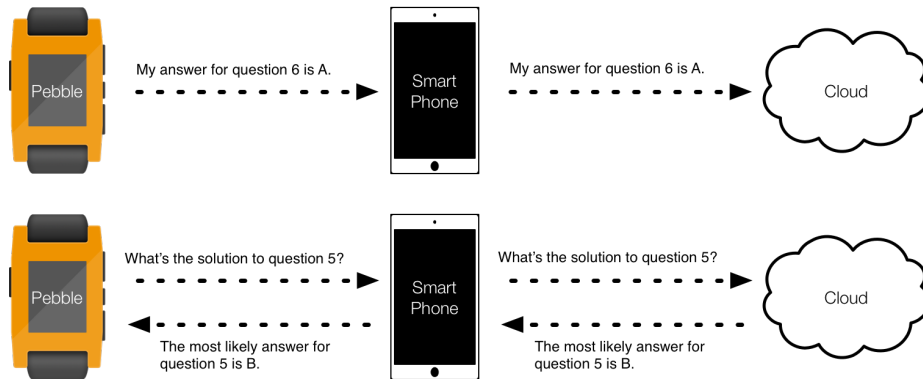 My answer for question 6 is A.
My answer for question 6 is A.
Pebble
Smart
Phone
Cloud
What's the solution to question 5?
What's the solution to question 5?
Pebble
Smart
Phone
Cloud
The most likely answer for
question 5 is B.
The most likely answer for
question 5 is B.